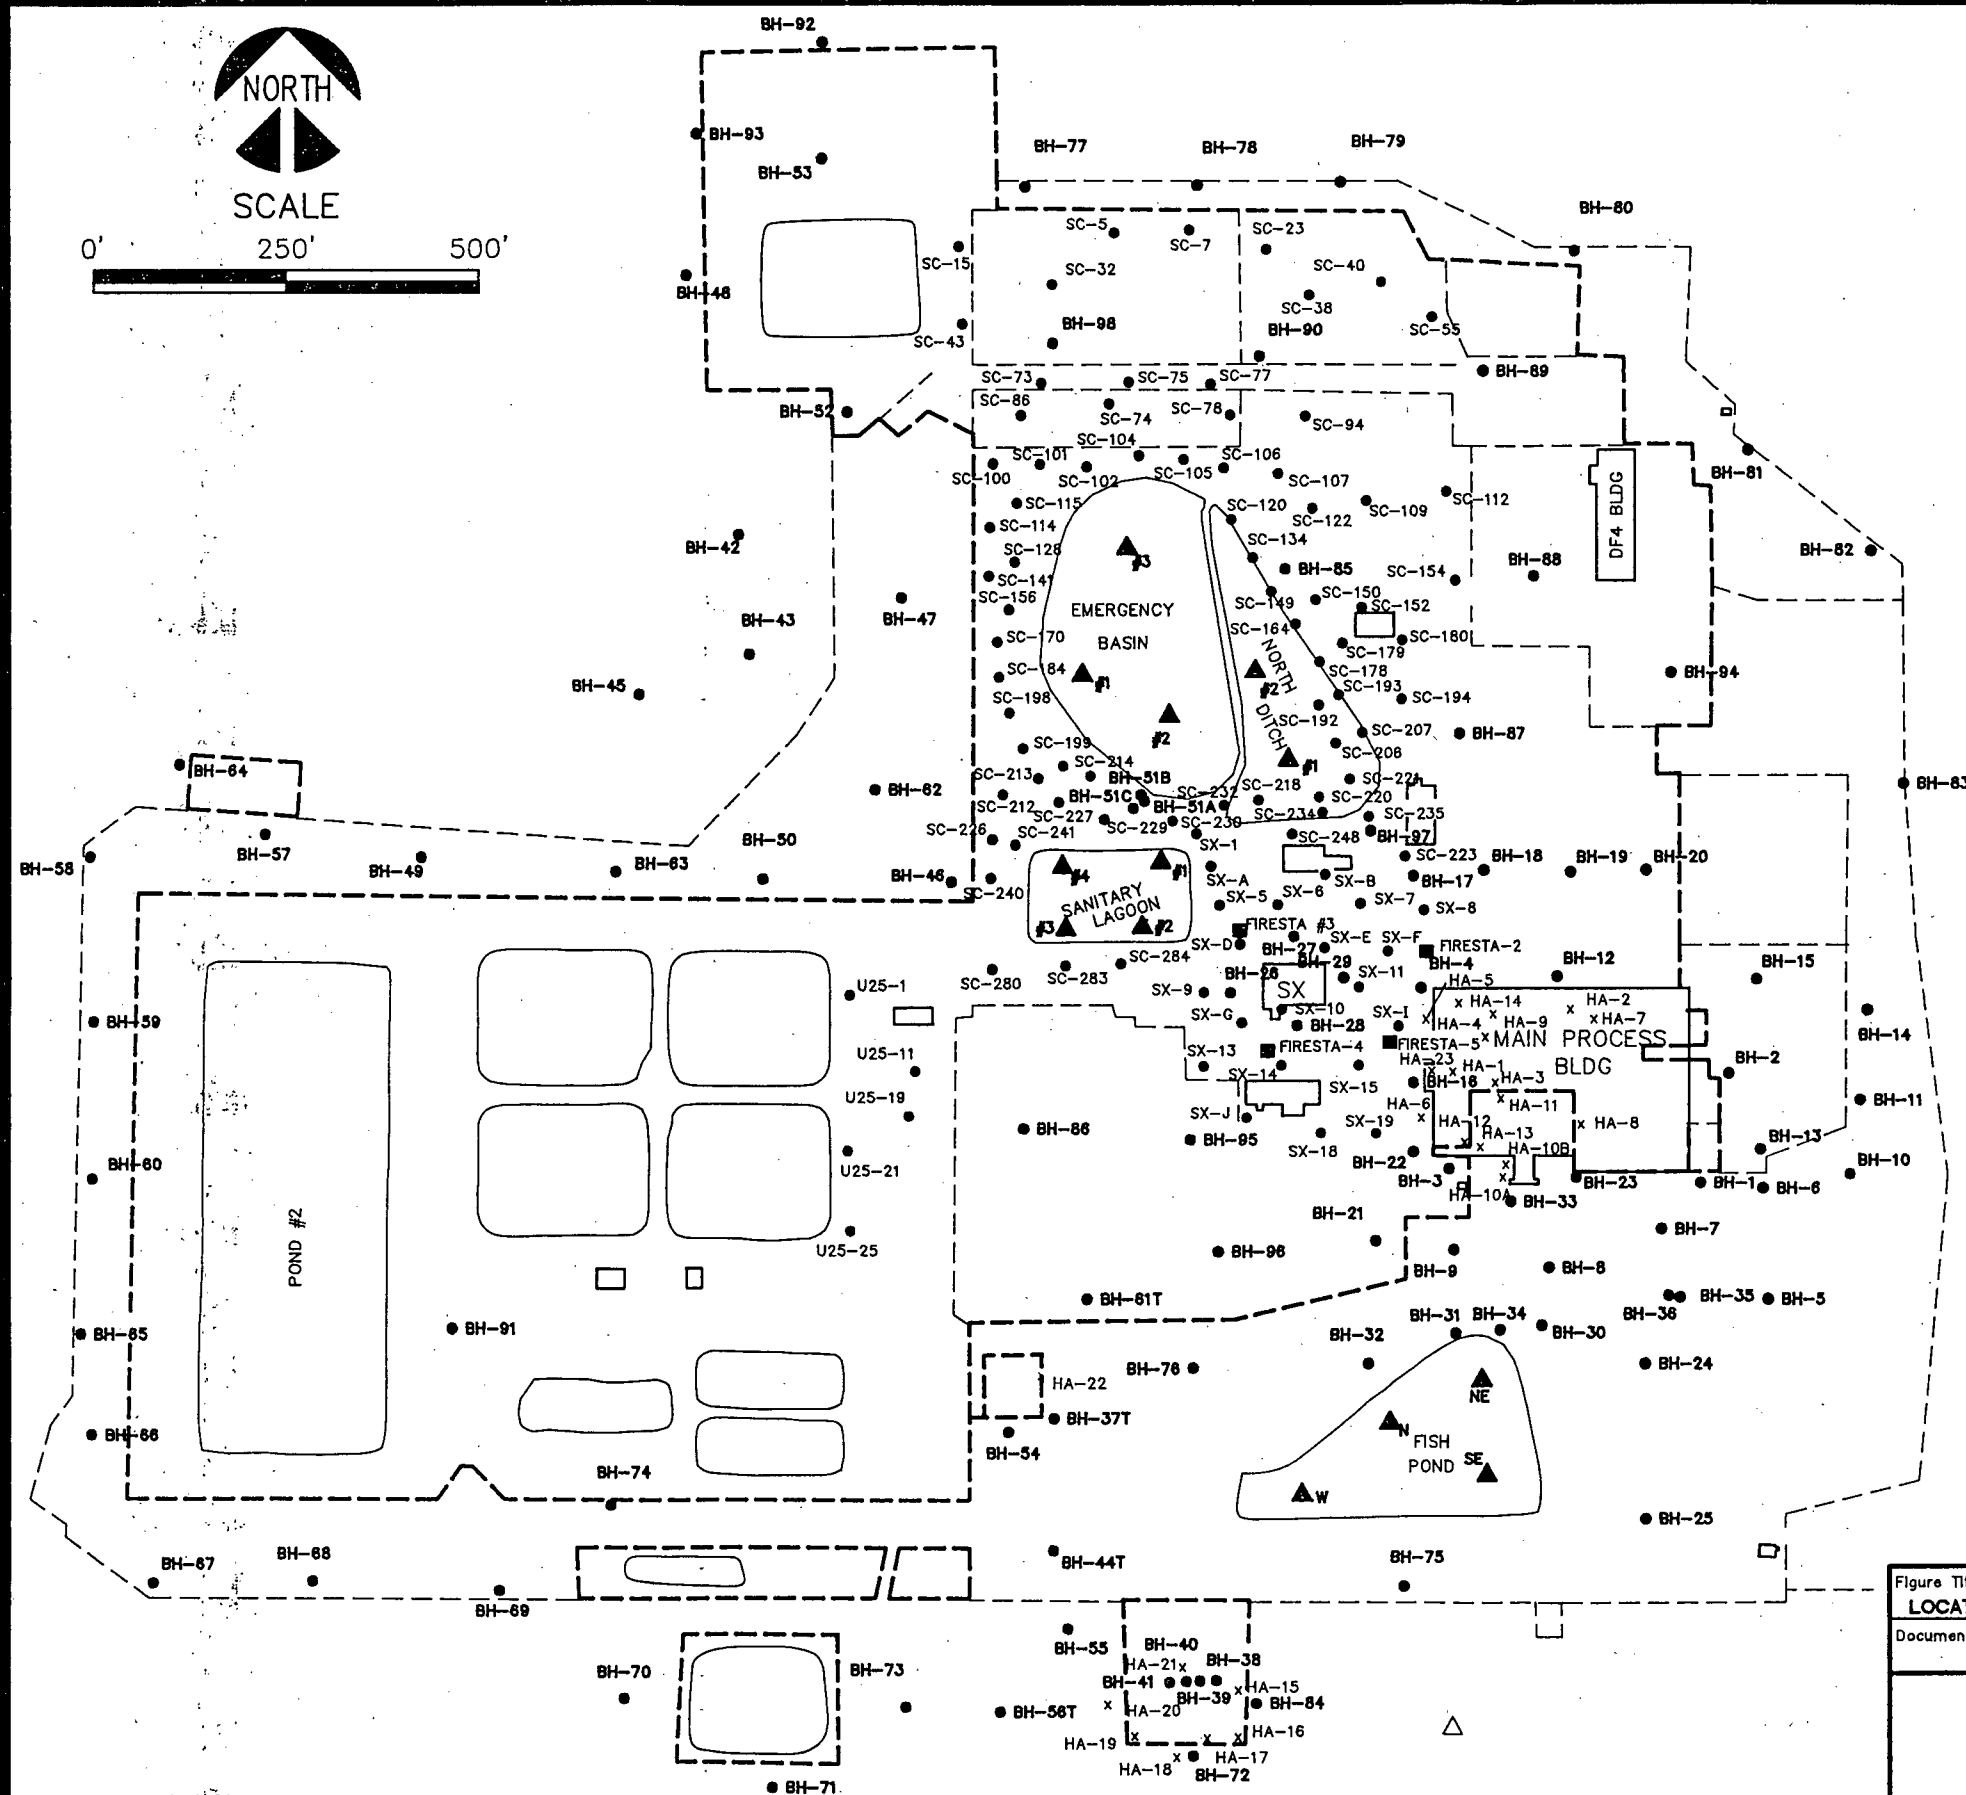 BH-92
NORTH
SCALE
0' 250' 500'
BH-93
BH-53
BH-77
BH-78
BH-79
BH-80
SC-5
SC-7
SC-23
SC-15
SC-32
SC-40
SC-38
BH-48
SC-43
BH-98
BH-90
SC-55
BH-89
SC-73
SC-75
SC-77
BH-52
SC-86
SC-74
SC-78
SC-94
SC-104
SC-101
SC-106
BH-81
SC-100
SC-102
SC-105
SC-107
SC-112
SC-115
SC-120
SC-122
SC-109
DF4 BLDG
SC-114
BH-42
SC-128
#3
SC-134
BH-82
SC-141
BH-85
SC-154
BH-88
SC-156
EMERGENCY
BASIN
SC-149
SC-150
SC-152
BH-43
BH-47
SC-164
SC-170
SC-180
SC-179
SC-184
#1
NORTH
DITCH
#2
SC-178
BH-94
BH-45
SC-193
SC-194
SC-198
SC-192
#2
SC-207
BH-87
SC-208
SC-199
SC-214
#1
BH-64
SC-213
BH-51B
SC-221
BH-83
BH-62
SC-212
BH-51C
BH-51A
SC-232
SC-218
SC-220
SC-227
SC-229
SC-230
SC-234
SC-235
SC-226
SC-241
SX-1
SC-248
BH-97
BH-58
BH-57
BH-49
BH-63
BH-50
BH-46
SC-240
#4
#1
SX-A
SX-6
SX-B
SC-223
BH-17
BH-18
BH-19
BH-20
SANITARY
LAGOON
SX-5
SX-7
SX-8
#3
#2
FIRESTA #3
SX-D
BH-27
SX-E
SX-F
FIRESTA-2
SC-280
SC-283
SC-284
BH-26
BH-29
SX-11
BH-4
BH-12
BH-15
HA-5
U25-1
SX-9
SX
SX-10
HA-14
HA-2
BH-59
SX-G
BH-28
SX-I
HA-4
HA-9
HA-7
BH-14
FIRESTA-4
FIRESTA-5
MAIN PROCESS
BLDG
U25-11
SX-13
SX-14
SX-15
HA-23
HA-1
BH-16
HA-3
BH-2
U25-19
SX-J
HA-6
HA-11
BH-11
BH-86
BH-95
SX-18
SX-19
HA-12
HA-13
HA-8
BH-13
U25-21
BH-22
HA-10B
BH-60
BH-3
HA-10A
BH-33
BH-23
BH-1
BH-6
BH-10
POND #2
U25-25
BH-21
BH-7
BH-96
BH-9
BH-8
BH-61T
BH-36
BH-35
BH-5
BH-65
BH-91
BH-31
BH-34
BH-30
BH-32
BH-76
BH-24
HA-22
NE
BH-66
BH-37T
BH-54
N
FISH
POND
SE
BH-74
W
BH-25
BH-67
BH-68
BH-69
BH-44T
BH-75
BH-55
BH-40
HA-21
BH-38
BH-70
BH-73
BH-41
BH-39
HA-15
BH-84
BH-56T
HA-20
HA-19
HA-16
HA-18
HA-17
BH-72
BH-71
Figure
LOCAT
Documen